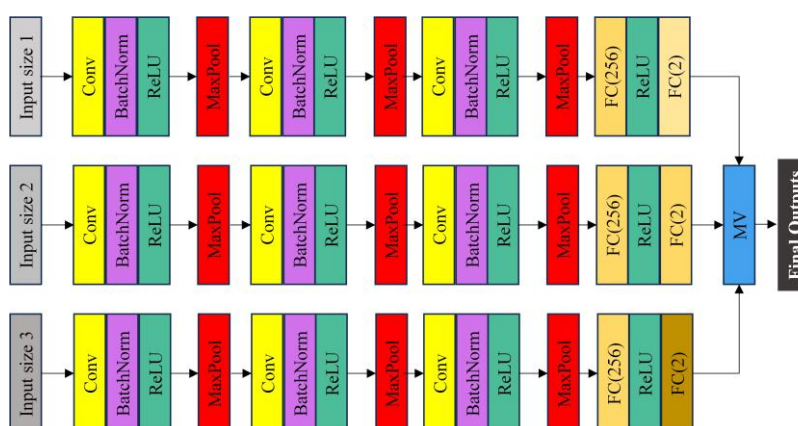 Input size 1
Conv
BatchNorm
ReLU
MaxPool
Conv
BatchNorm
ReLU
MaxPool
Conv
BatchNorm
ReLU
MaxPool
FC(256)
ReLU
FC(2)
Input size 2
Conv
BatchNorm
ReLU
MaxPool
Conv
BatchNorm
ReLU
MaxPool
Conv
BatchNorm
ReLU
MaxPool
FC(256)
ReLU
FC(2)
MV
Final Outputs
Input size 3
Conv
BatchNorm
ReLU
MaxPool
Conv
BatchNorm
ReLU
MaxPool
Conv
BatchNorm
ReLU
MaxPool
FC(256)
ReLU
FC(2)